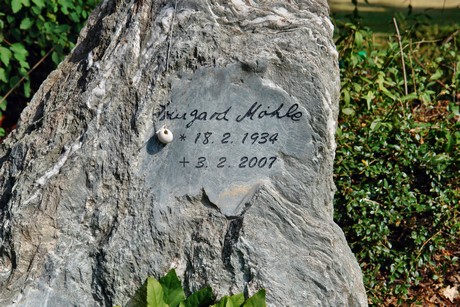 Irmgard Möhle
* 18. 2. 1934
+ 3. 2. 2007